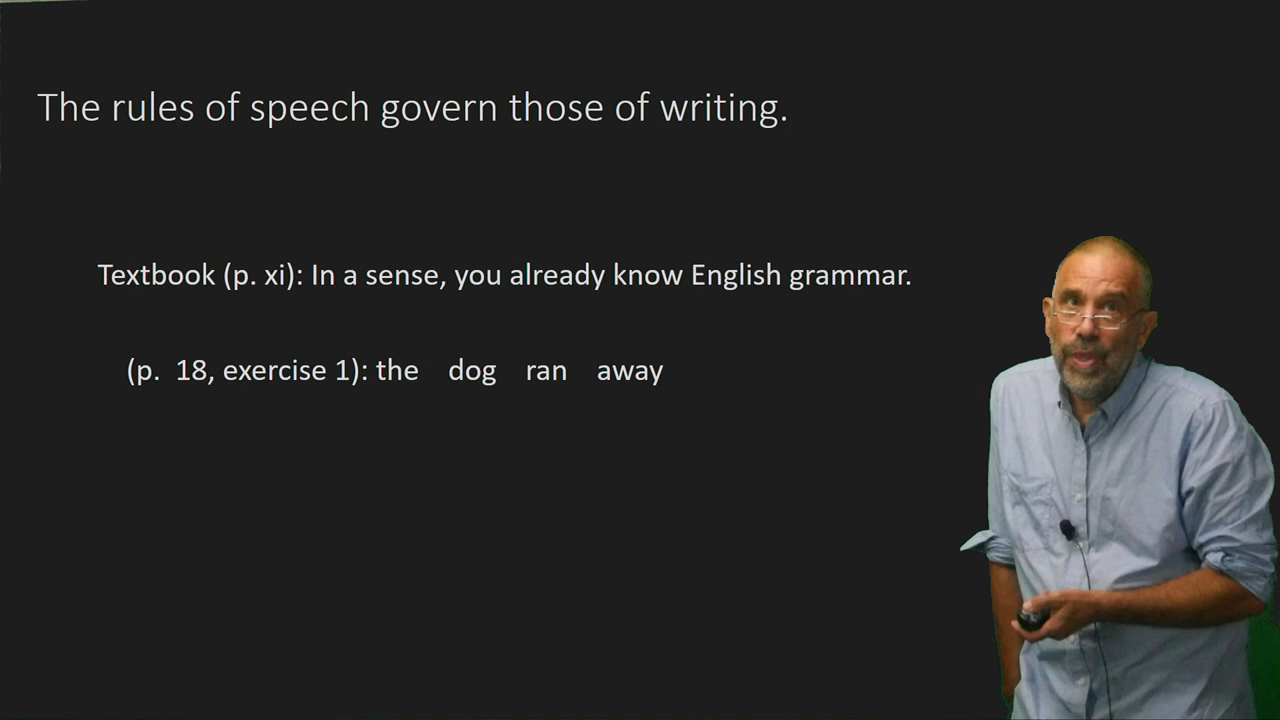 The rules of speech govern those of writing.
Textbook (p. xi): In a sense, you already know English grammar.
(p. 18, exercise 1): the dog ran away